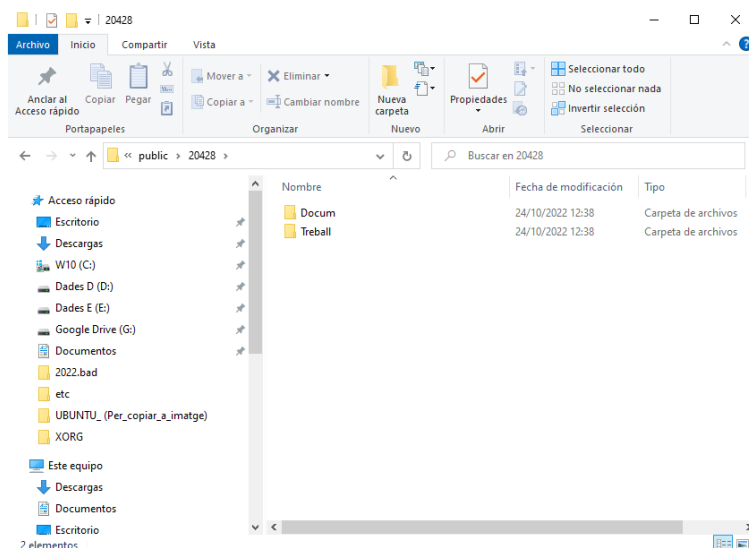 20428
Archivo Inicio Compartir Vista
Anclar al Acceso rápido
Copiar
Pegar
Mover a
Copiar a
Eliminar
Cambiar nombre
Nueva carpeta
Propiedades
Seleccionar todo
No seleccionar nada
Invertir selección
Portapapeles Organizar Nuevo Abrir Seleccionar
« public > 20428 >
Buscar en 20428
Nombre Fecha de modificación Tipo
Docum 24/10/2022 12:38 Carpeta de archivos
Treball 24/10/2022 12:38 Carpeta de archivos
Acceso rápido
Escritorio
Descargas
W10 (C:)
Dades D (D:)
Dades E (E:)
Google Drive (G:)
Documentos
2022.bad
etc
UBUNTU_ (Per_copiar_a_imatge)
XORG
Este equipo
Descargas
Documentos
Escritorio
2 elementos